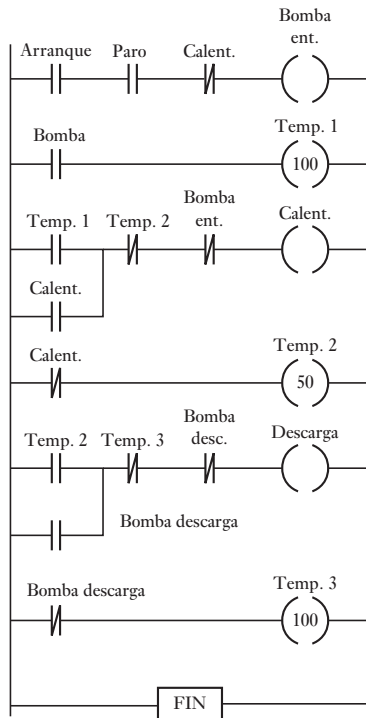 Bomba
ent.
Arranque Paro Calent.
Temp. 1
Bomba
100
Bomba
ent.
Temp. 1 Temp. 2 Calent.
Calent.
Temp. 2
Calent.
50
Bomba
desc.
Temp. 2 Temp. 3 Descarga
Bomba descarga
Temp. 3
Bomba descarga
100
FIN